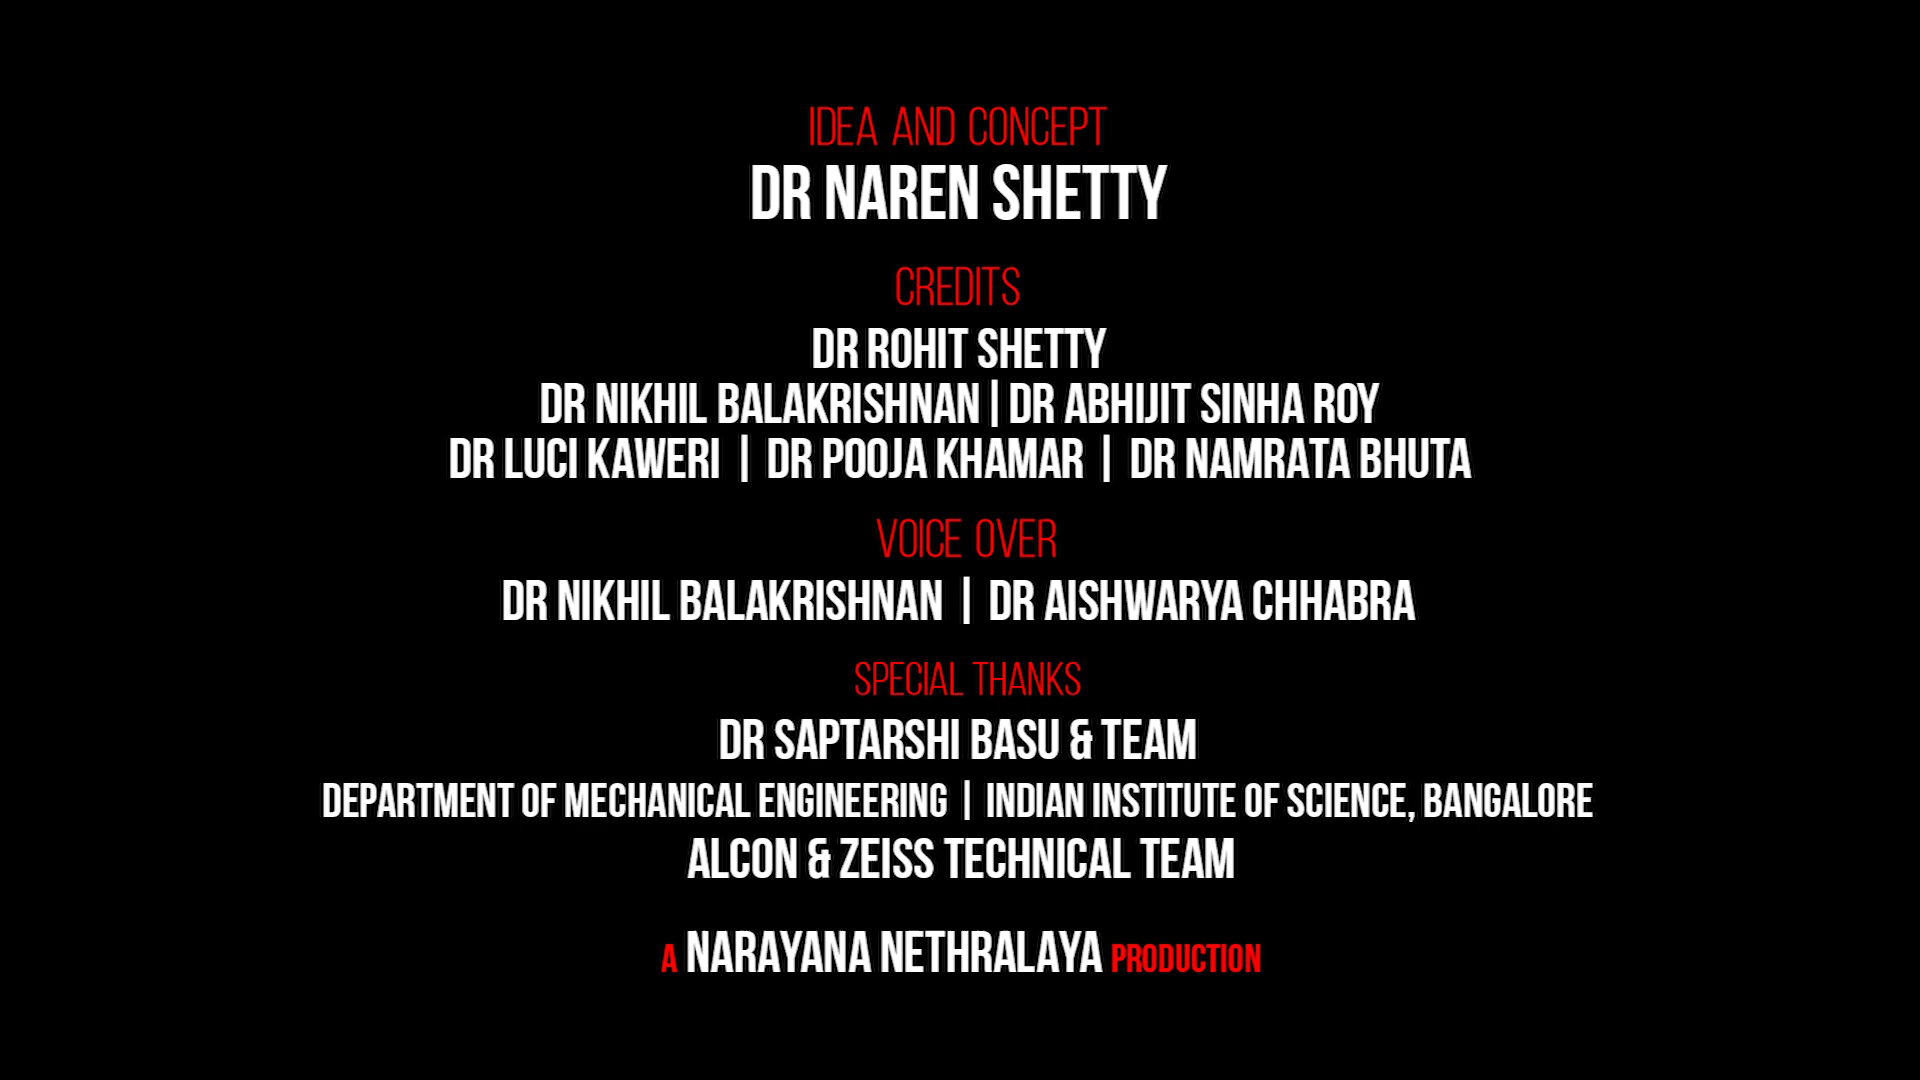 IDEA AND CONCEPT
DR NAREN SHETTY
CREDITS
DR ROHIT SHETTY
DR NIKHIL BALAKRISHNAN | DR ABHIJIT SINHA ROY
DR LUCI KAWERI | DR POOJA KHAMAR | DR NAMRATA BHUTA
VOICE OVER
DR NIKHIL BALAKRISHNAN | DR AISHWARYA CHHABRA
SPECIAL THANKS
DR SAPTARSHI BASU & TEAM
DEPARTMENT OF MECHANICAL ENGINEERING | INDIAN INSTITUTE OF SCIENCE, BANGALORE
ALCON & ZEISS TECHNICAL TEAM
A NARAYANA NETHRALAYA PRODUCTION